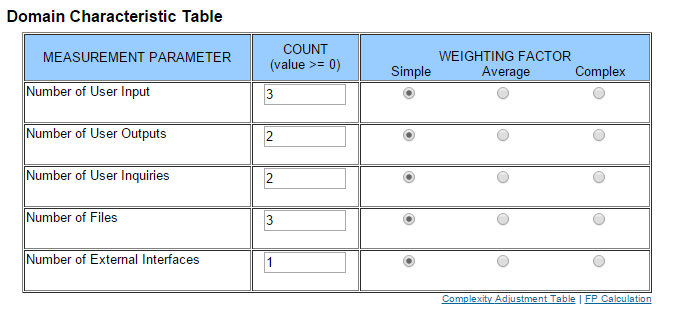 Domain Characteristic Table
MEASUREMENT PARAMETER
COUNT
(value >= 0)
WEIGHTING FACTOR
Simple Average Complex
Number of User Input 3
Number of User Outputs 2
Number of User Inquiries 2
Number of Files 3
Number of External Interfaces 1
Complexity Adjustment Table | FP Calculation